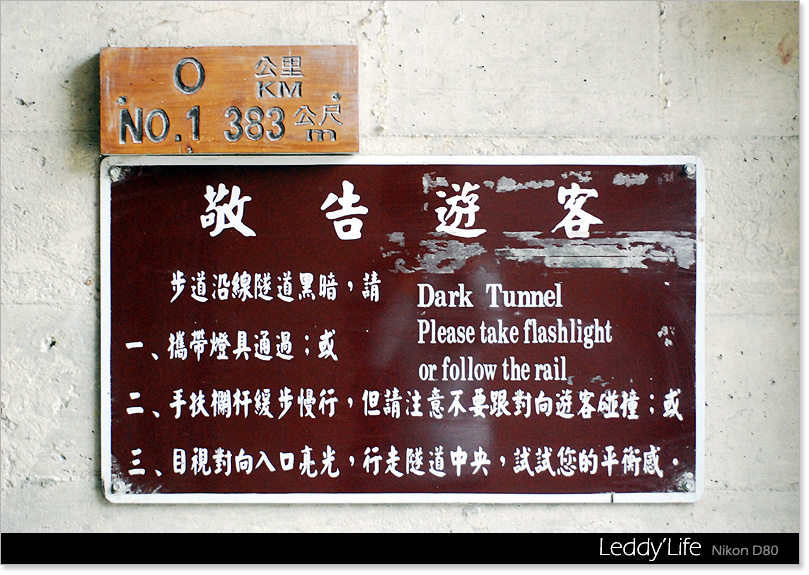 0 公里
KM
NO.1 383 公尺
m
敬告遊客
步道沿線隧道黑暗，請
Dark Tunnel
Please take flashlight
or follow the rail
一、攜帶燈具通過；或
二、手扶欄杆緩步慢行，但請注意不要跟對向遊客碰撞；或
三、目視對向入口亮光，行走隧道中央，試試您的平衡感。
Leddy'Life Nikon D80